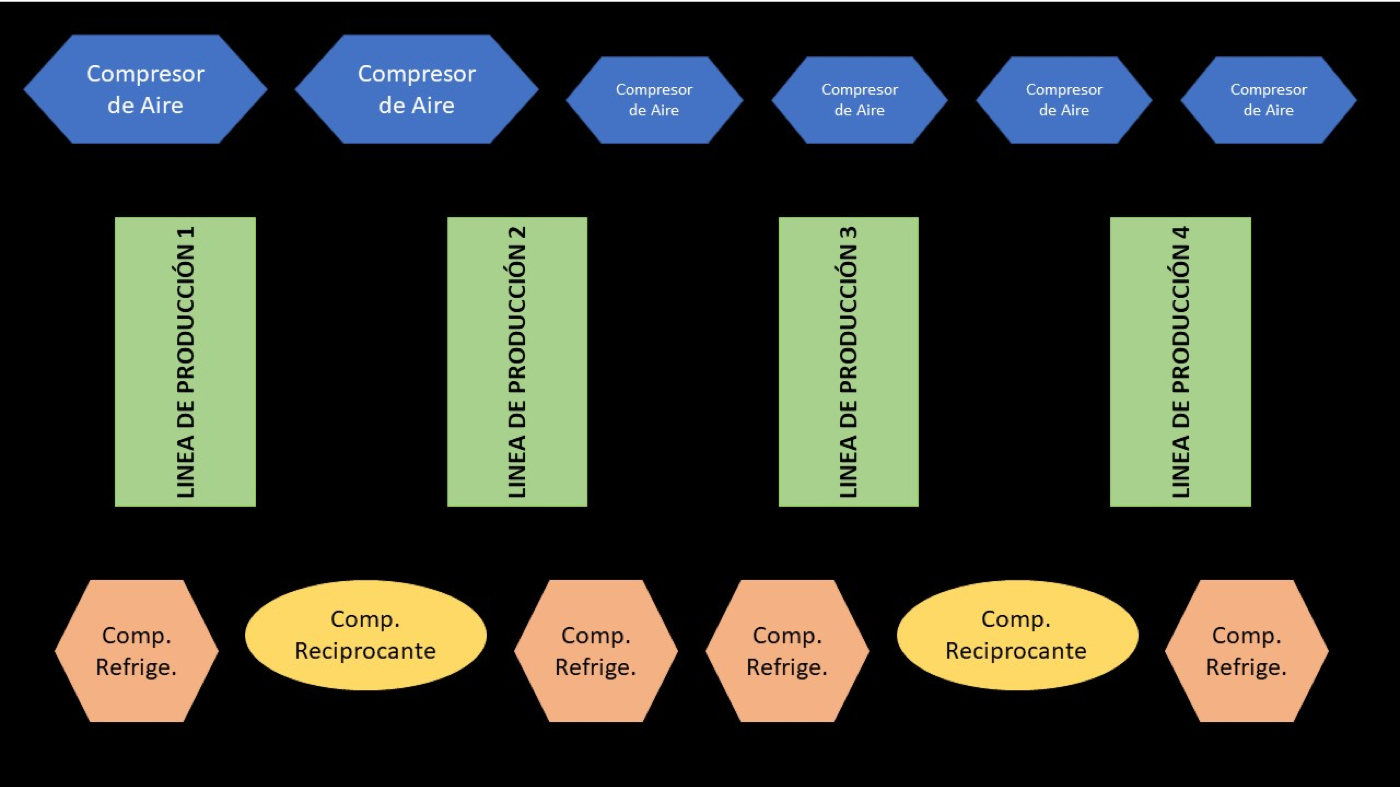 Compresor
de Aire
Compresor
de Aire
Compresor
de Aire
Compresor
de Aire
Compresor
de Aire
Compresor
de Aire
LINEA DE PRODUCCIÓN 1
LINEA DE PRODUCCIÓN 2
LINEA DE PRODUCCIÓN 3
LINEA DE PRODUCCIÓN 4
Comp.
Refrige.
Comp.
Reciprocante
Comp.
Refrige.
Comp.
Refrige.
Comp.
Reciprocante
Comp.
Refrige.